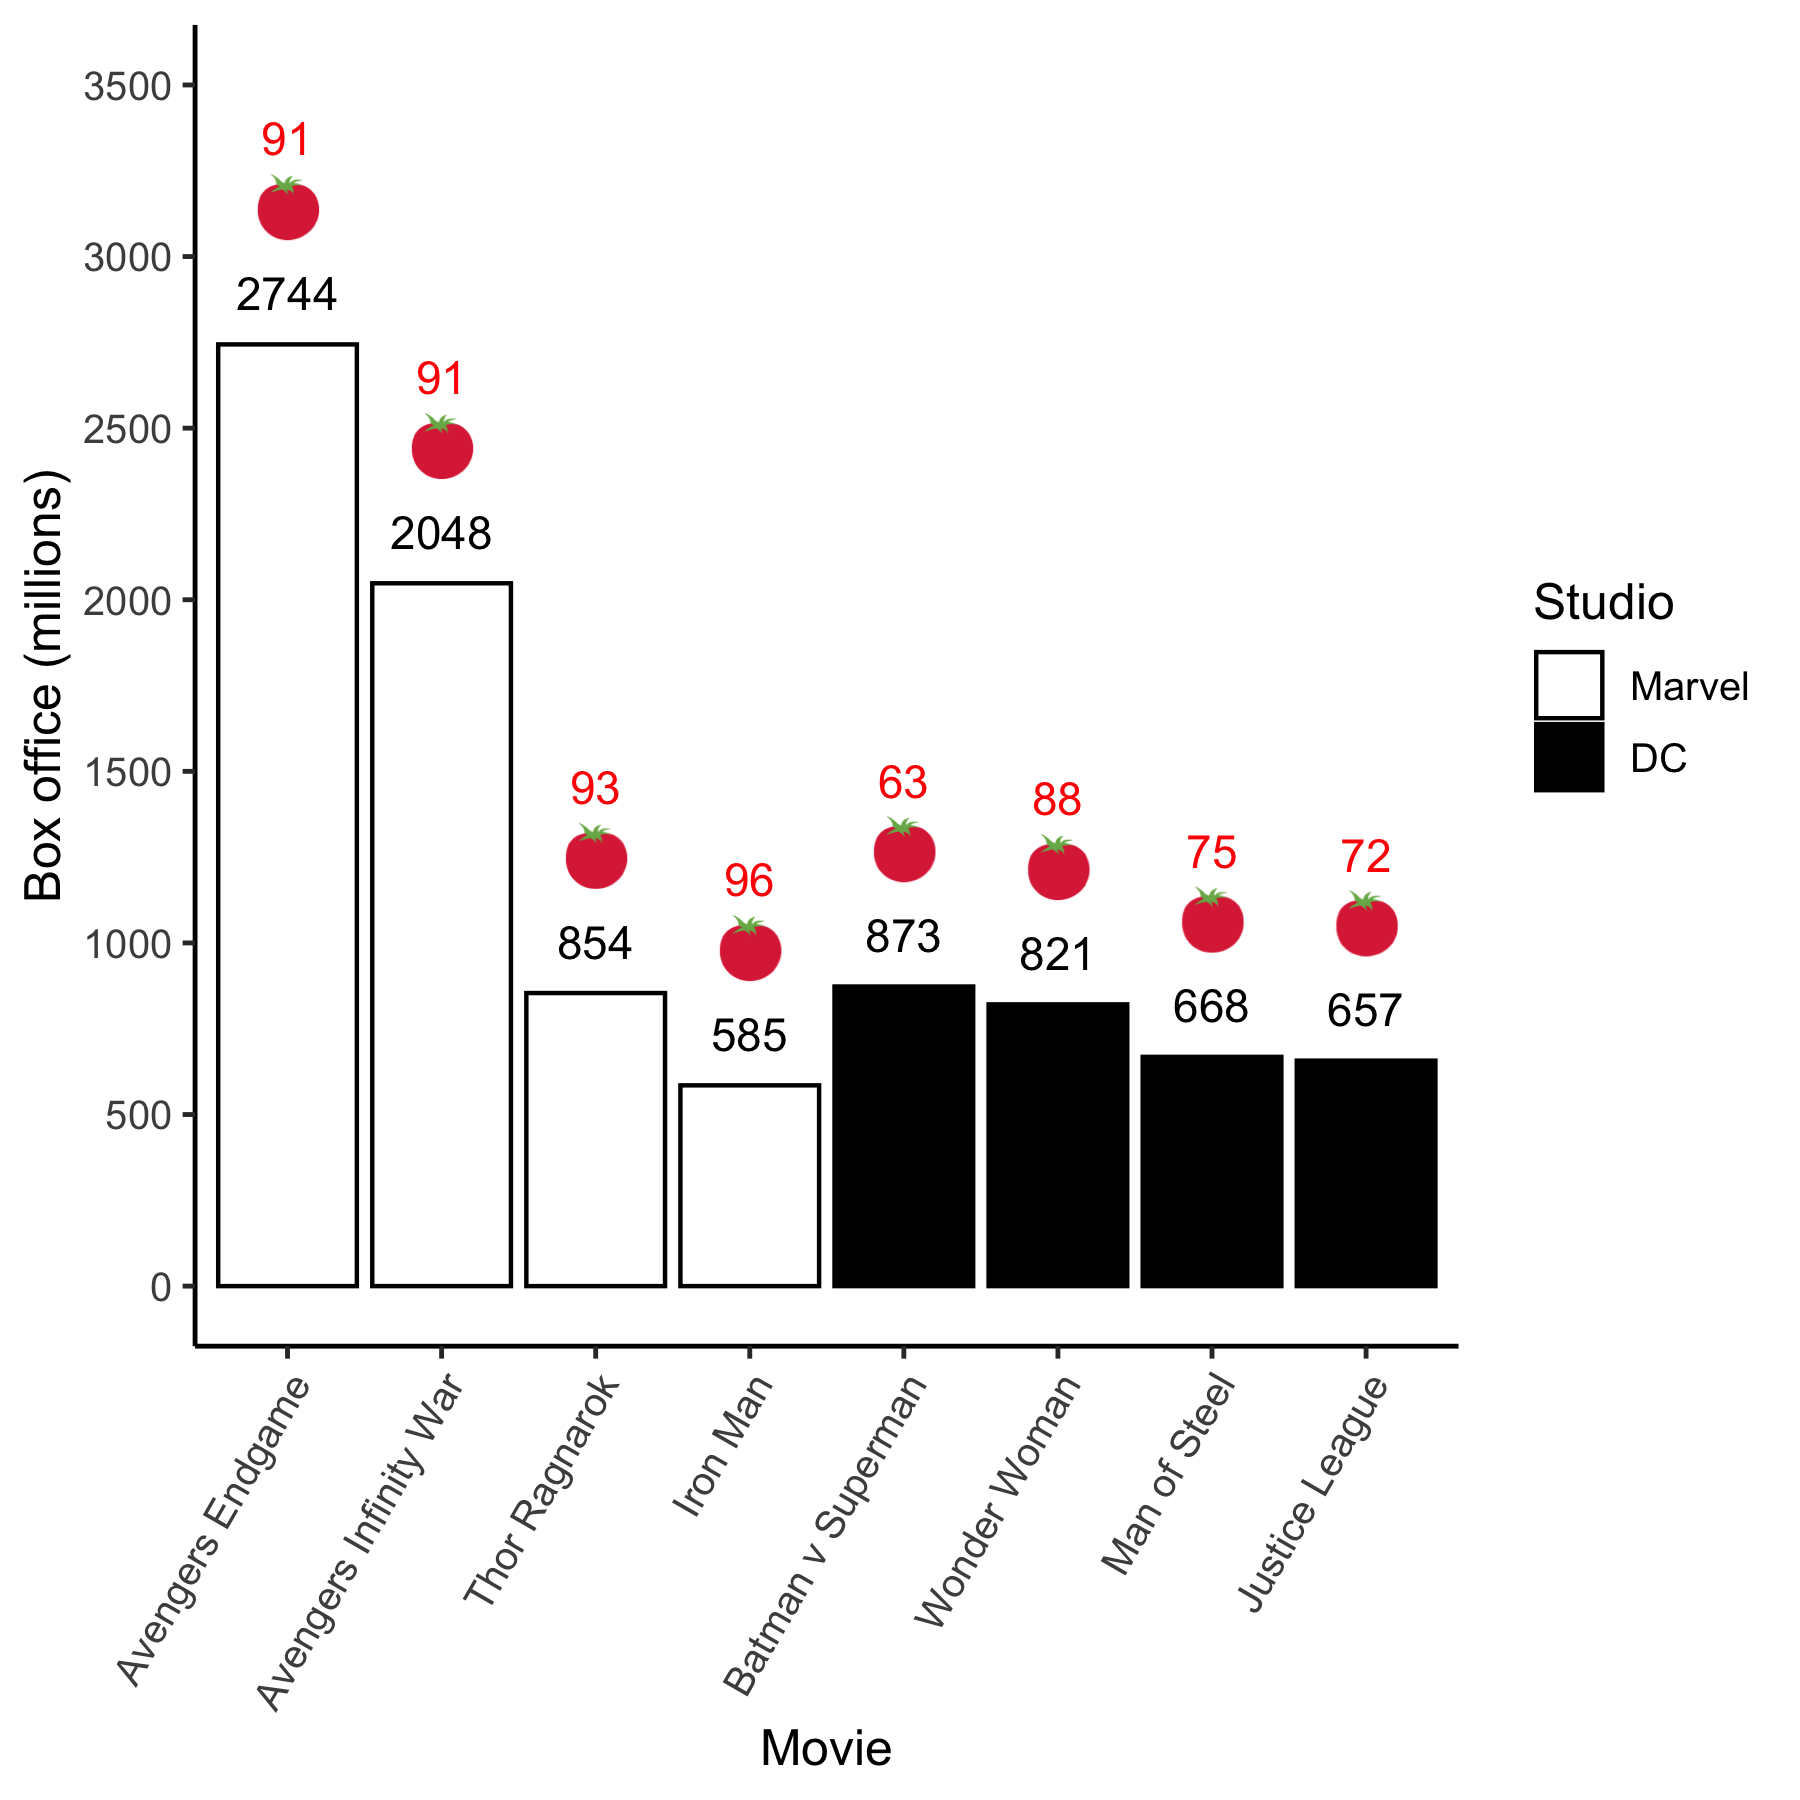 Box office (millions)
3500
3000
2500
2000
1500
1000
500
0
91
2744
91
2048
93
854
96
585
63
873
88
821
75
668
72
657
Avengers Endgame
Avengers Infinity War
Thor Ragnarok
Iron Man
Batman v Superman
Wonder Woman
Man of Steel
Justice League
Movie
Studio
Marvel
DC